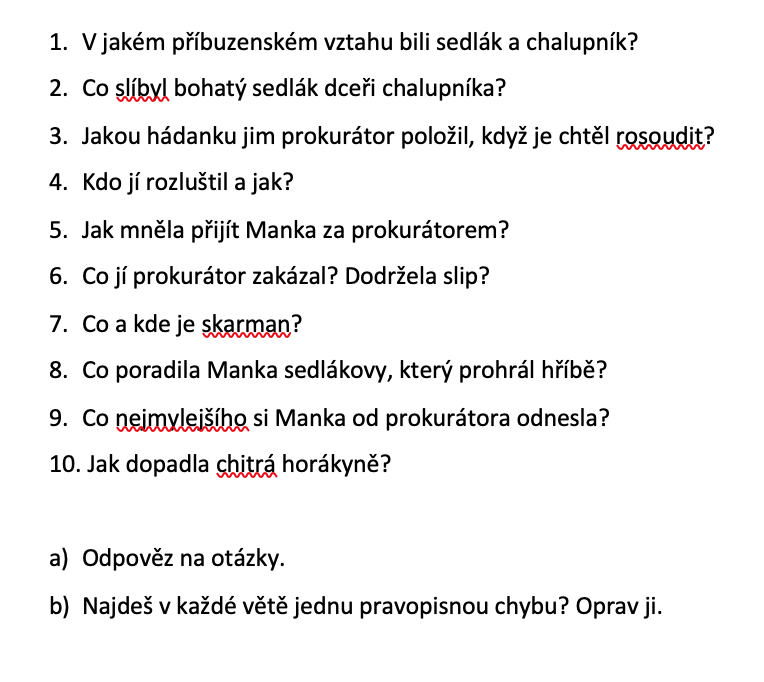 1. V jakém příbuzenském vztahu bili sedlák a chalupník?
2. Co slíbyl bohatý sedlák dceři chalupníka?
3. Jakou hádanku jim prokurátor položil, když je chtěl rosoudit?
4. Kdo jí rozluštil a jak?
5. Jak mněla přijít Manka za prokurátorem?
6. Co jí prokurátor zakázal? Dodržela slip?
7. Co a kde je skarman?
8. Co poradila Manka sedlákovy, který prohrál hříbě?
9. Co nejmylejšího si Manka od prokurátora odnesla?
10. Jak dopadla chitrá horákyně?
a) Odpověz na otázky.
b) Najdeš v každé větě jednu pravopisnou chybu? Oprav ji.